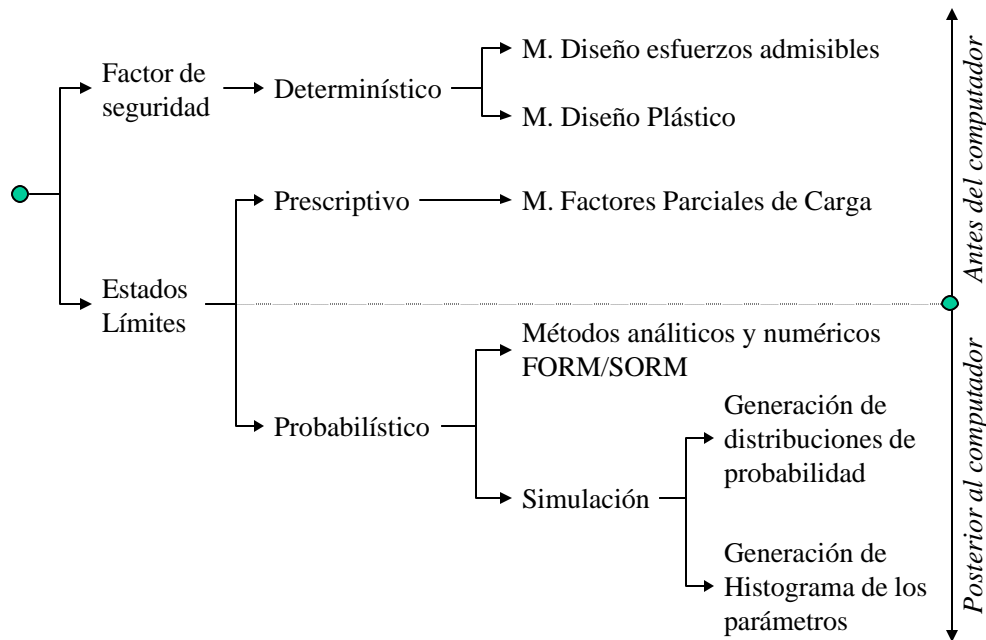 M. Diseño esfuerzos admisibles
Factor de
seguridad
Determinístico
M. Diseño Plástico
Prescriptivo
M. Factores Parciales de Carga
Antes del computador
Estados
Límites
Métodos análiticos y numéricos
FORM/SORM
Probabilístico
Generación de
distribuciones de
probabilidad
Simulación
Generación de
Histograma de los
parámetros
Posterior al computador